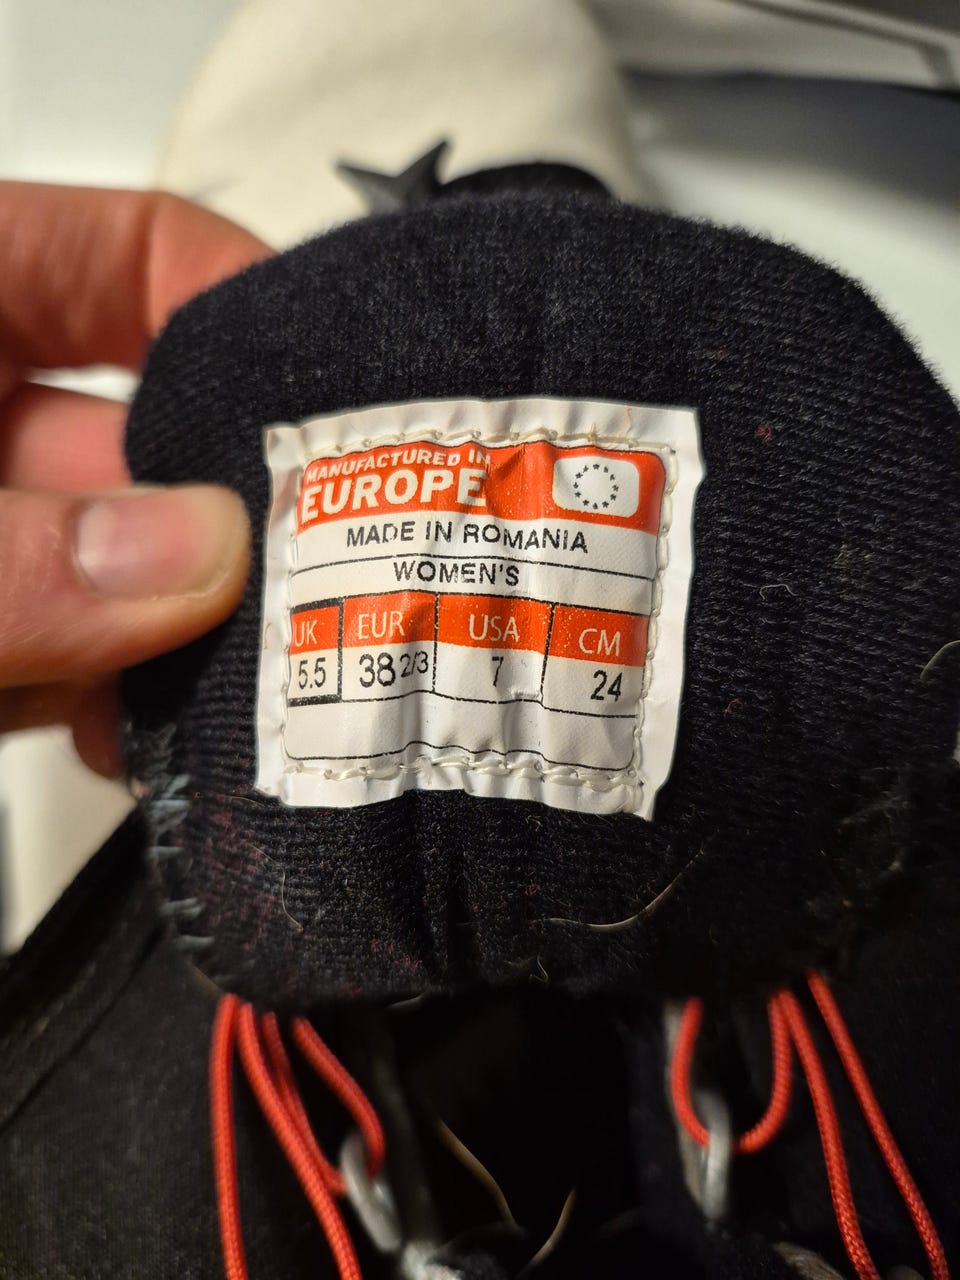 MANUFACTURED IN
EUROPE
MADE IN ROMANIA
WOMEN'S
UK EUR USA CM
5.5 38 2/3 7 24